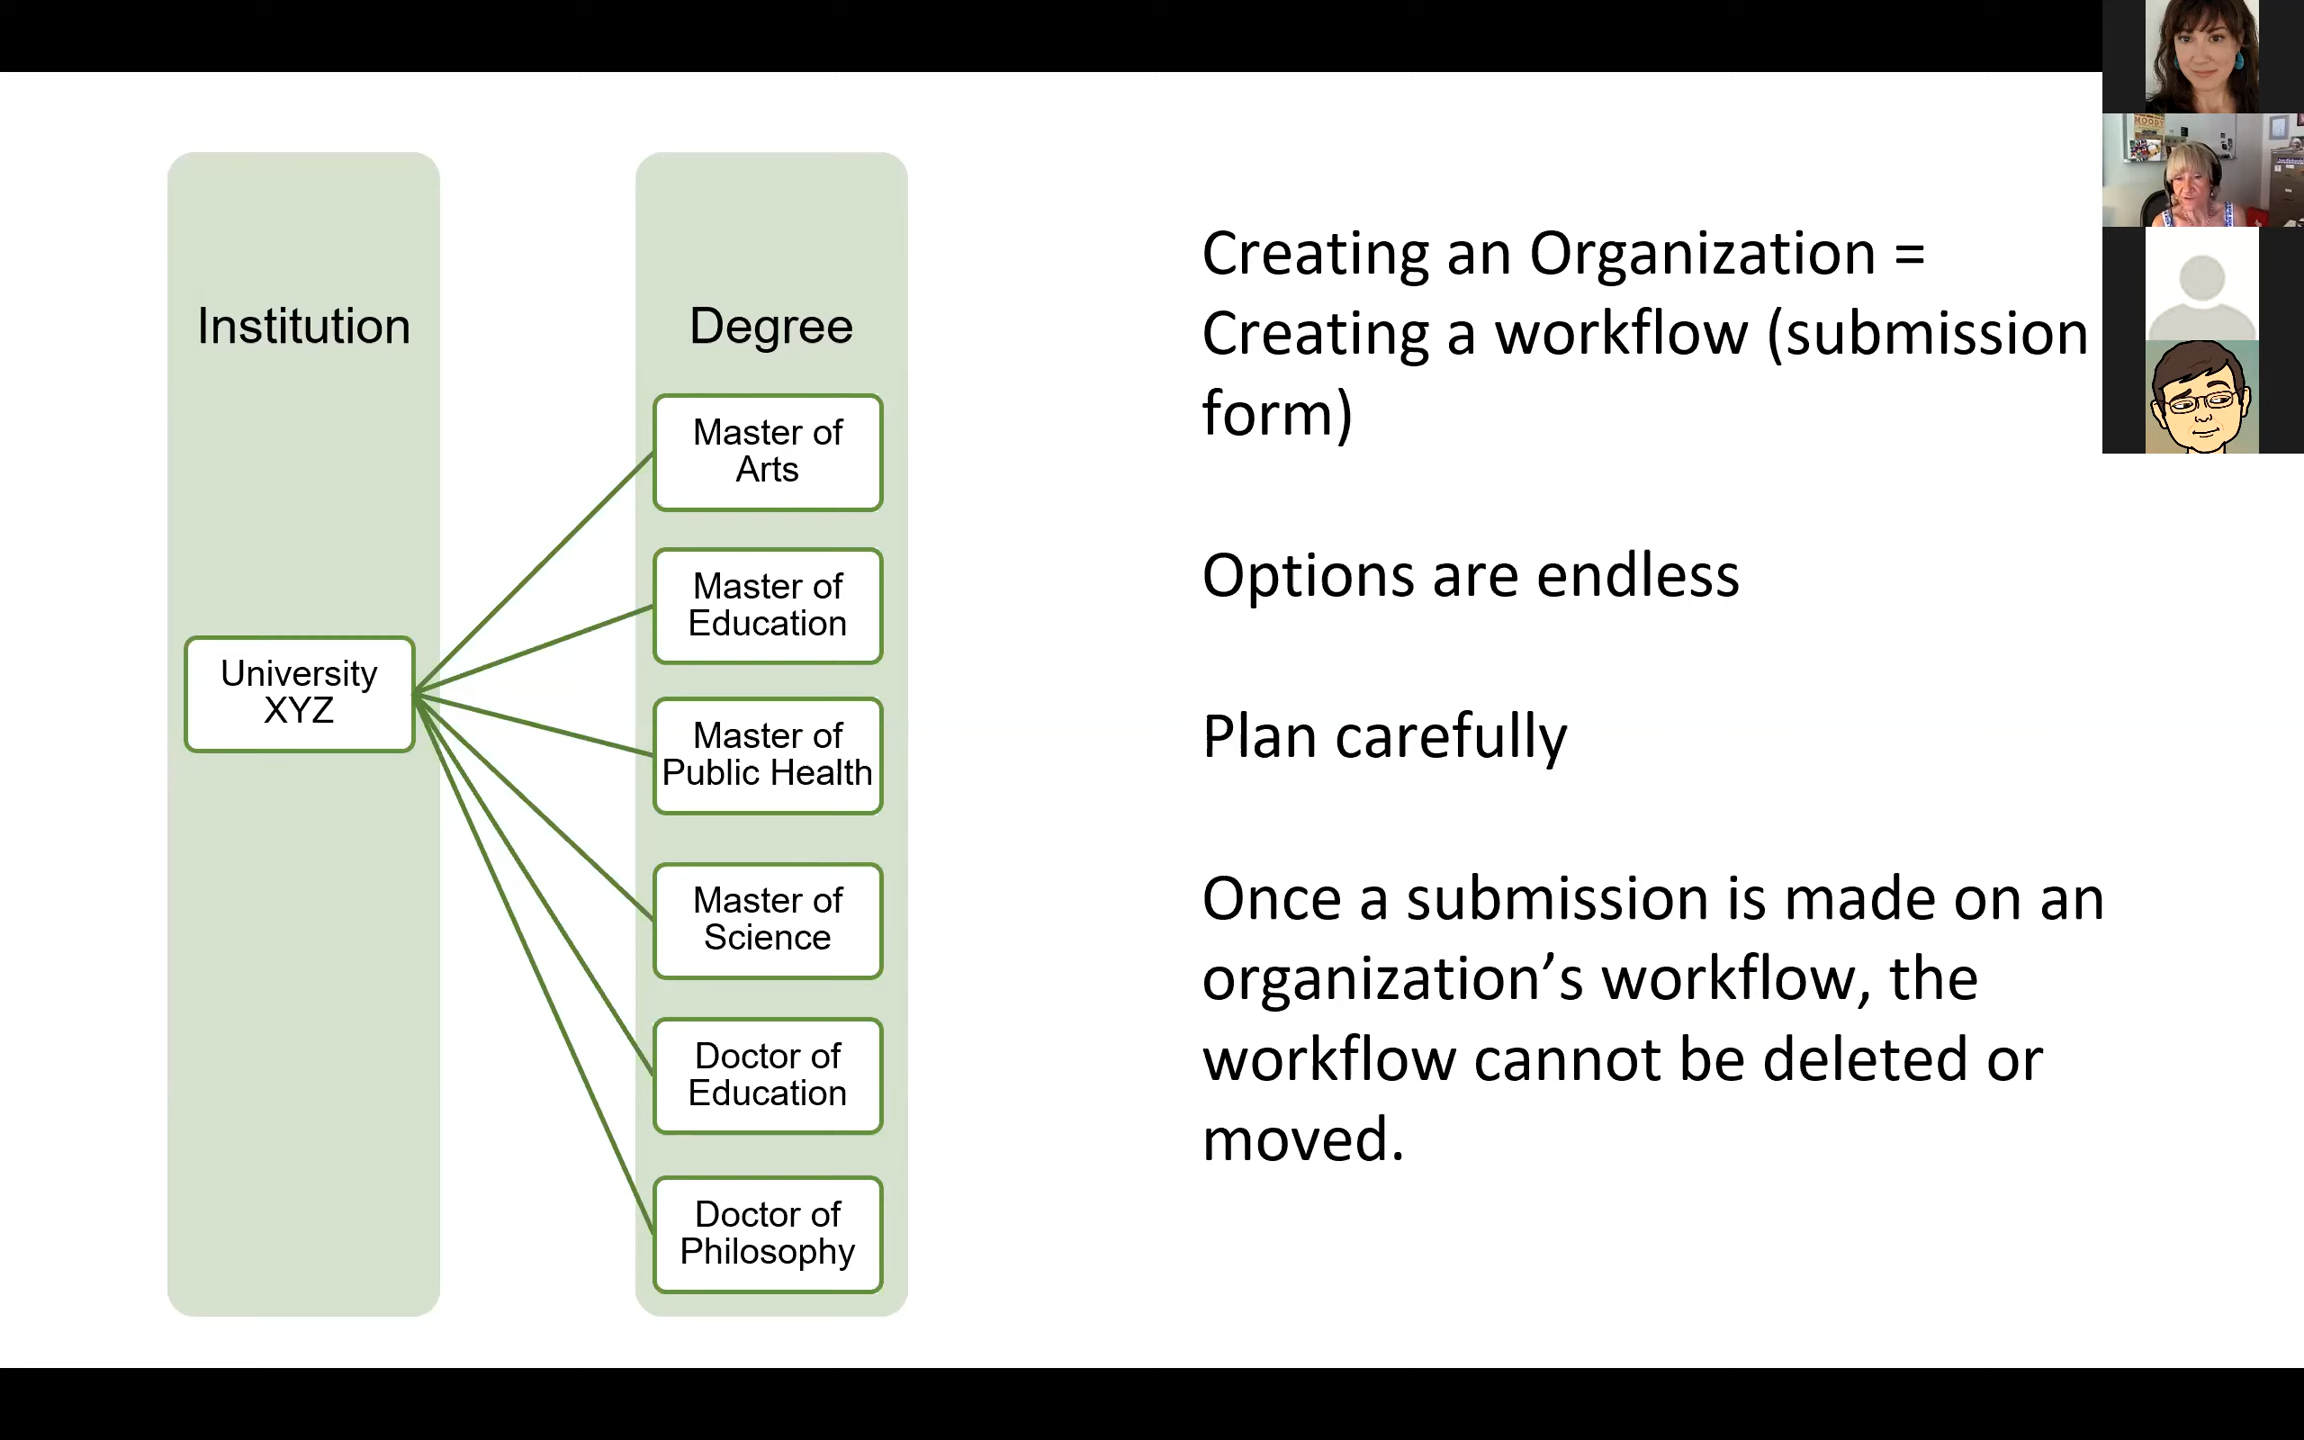 Institution
Degree
University
XYZ
Master of
Arts
Master of
Education
Master of
Public Health
Master of
Science
Doctor of
Education
Doctor of
Philosophy
Creating an Organization =
Creating a workflow (submission
form)
Options are endless
Plan carefully
Once a submission is made on an
organization’s workflow, the
workflow cannot be deleted or
moved.